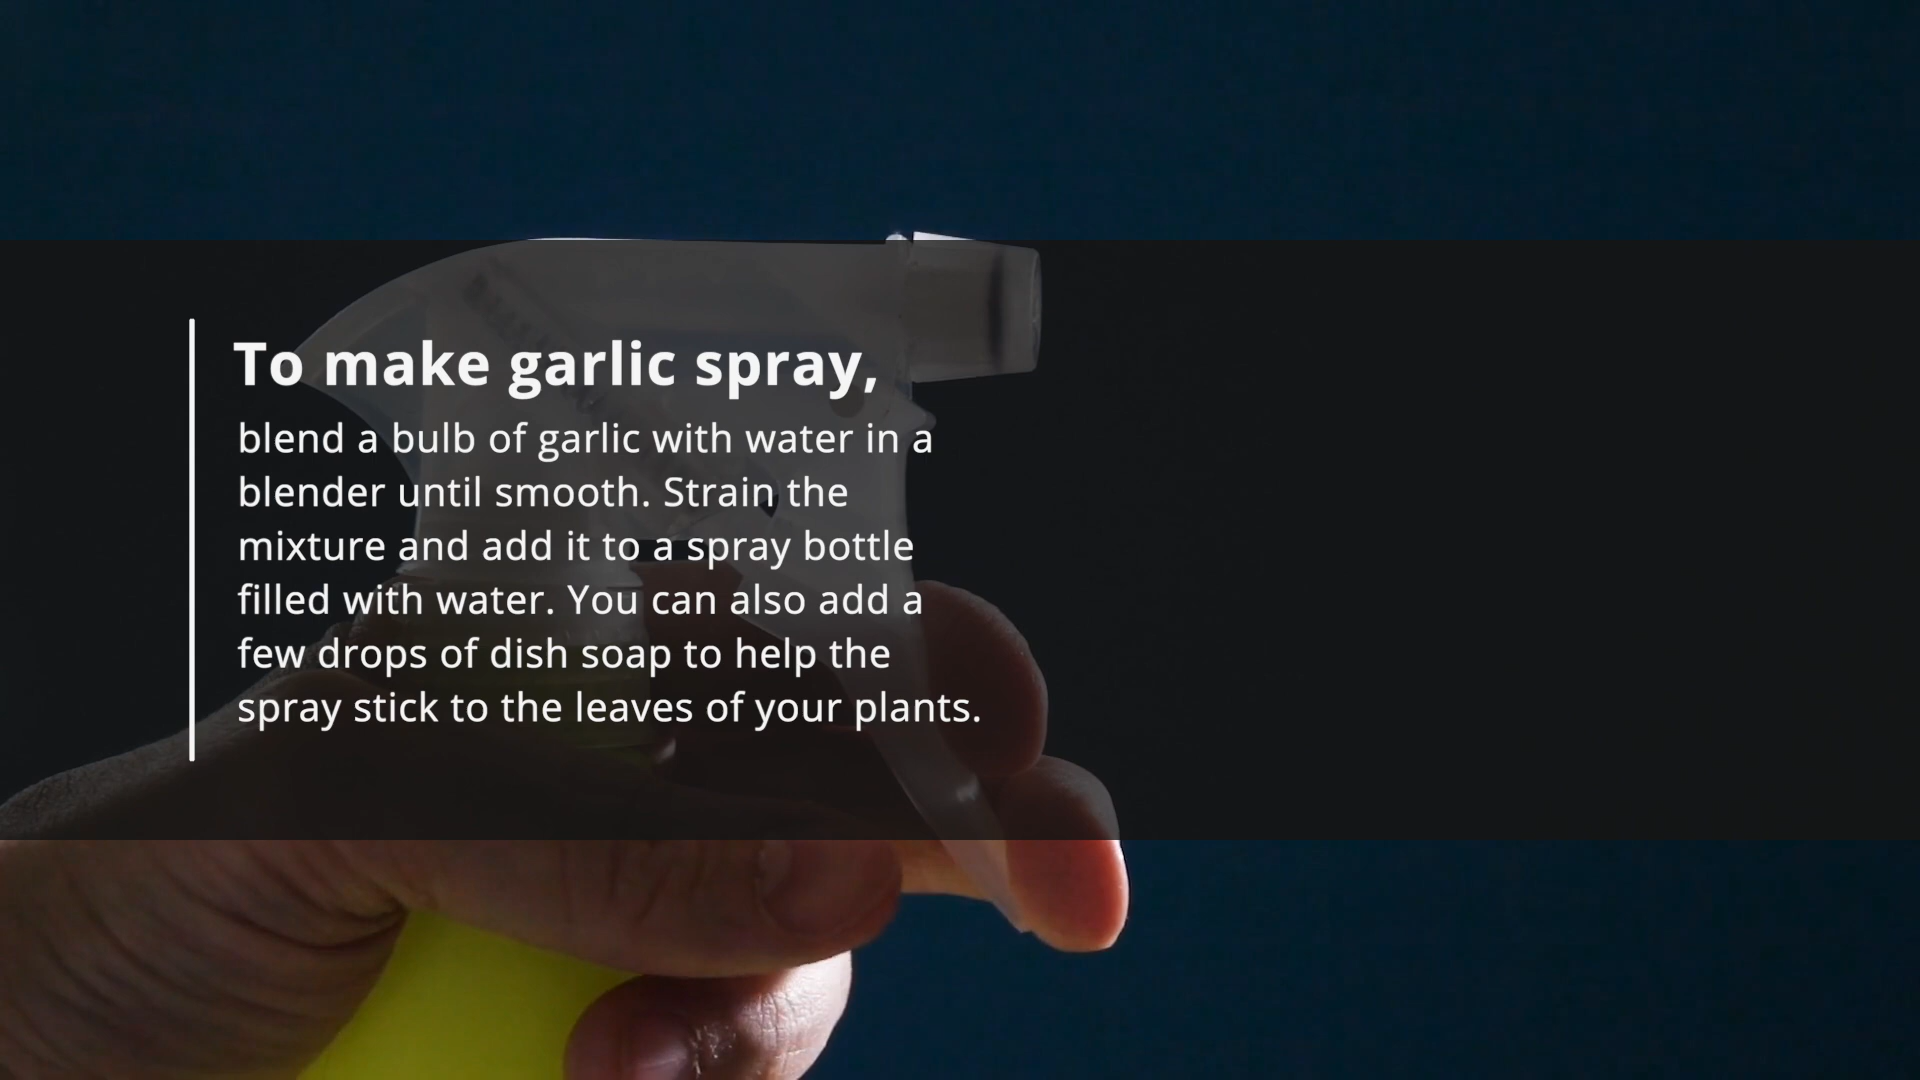 To make garlic spray,
blend a bulb of garlic with water in a
blender until smooth. Strain the
mixture and add it to a spray bottle
filled with water. You can also add a
few drops of dish soap to help the
spray stick to the leaves of your plants.